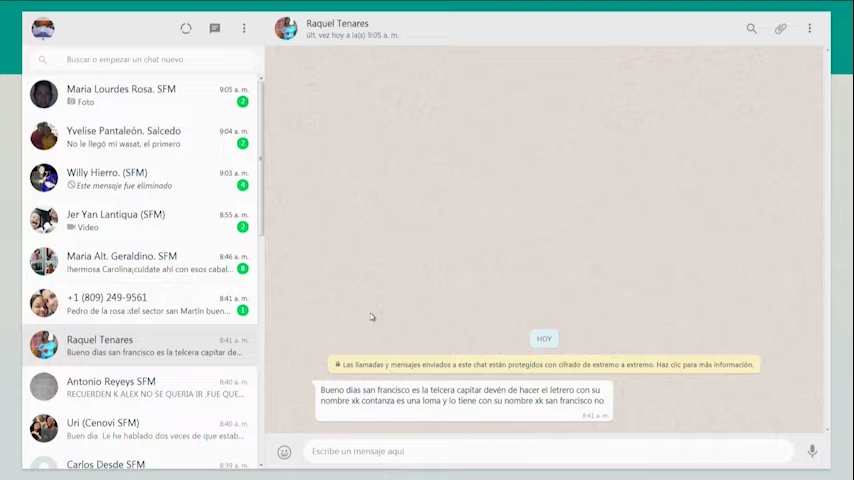 Raquel Tenares
últ. vez hoy a la(s) 9:05 a. m.
Buscar o empezar un chat nuevo
Maria Lourdes Rosa. SFM 9:05 a. m.
Foto 2
Yvelise Pantaleón. Salcedo 9:04 a. m.
No le llegó mi wasat, el primero 2
Willy Hierro. (SFM) 9:03 a. m.
Este mensaje fue eliminado 4
Jer Yan Lantigua (SFM) 8:55 a. m.
Video 2
Maria Alt. Geraldino. SFM 8:46 a. m.
!hermosa Carolina¡cuídate ahí con esos cabal... 8
+1 (809) 249-9561 8:41 a. m.
Pedro de la rosa :del sector san Martín buen... 1
Raquel Tenares 8:41 a. m.
Bueno dias san francisco es la telcera capitar de...
Antonio Reyeys SFM 8:40 a. m.
RECUERDEN K ALEX NO SE QUERIA IR ,FUE QUE...
Uri (Cenovi SFM) 8:40 a. m.
Buen dia Le he hablado dos veces de que estab...
Carlos Desde SFM 8:39 a. m.
HOY
Las llamadas y mensajes enviados a este chat están protegidos con cifrado de extremo a extremo. Haz clic para más información.
Bueno dias san francisco es la telcera capitar devén de hacer el letrero con su
nombre xk contanza es una loma y lo tiene con su nombre xk san francisco no
8:41 a. m.
Escribe un mensaje aquí